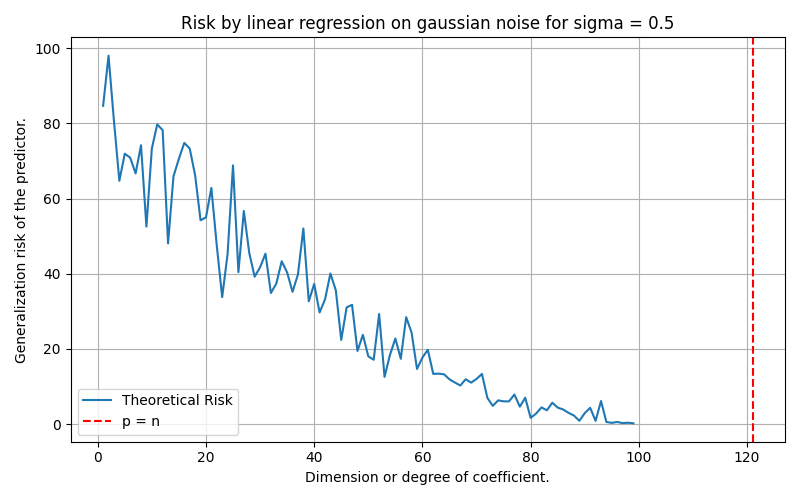 Risk by linear regression on gaussian noise for sigma = 0.5
Generalization risk of the predictor.
100
80
60
40
20
0
Theoretical Risk
p = n
0 20 40 60 80 100 120
Dimension or degree of coefficient.